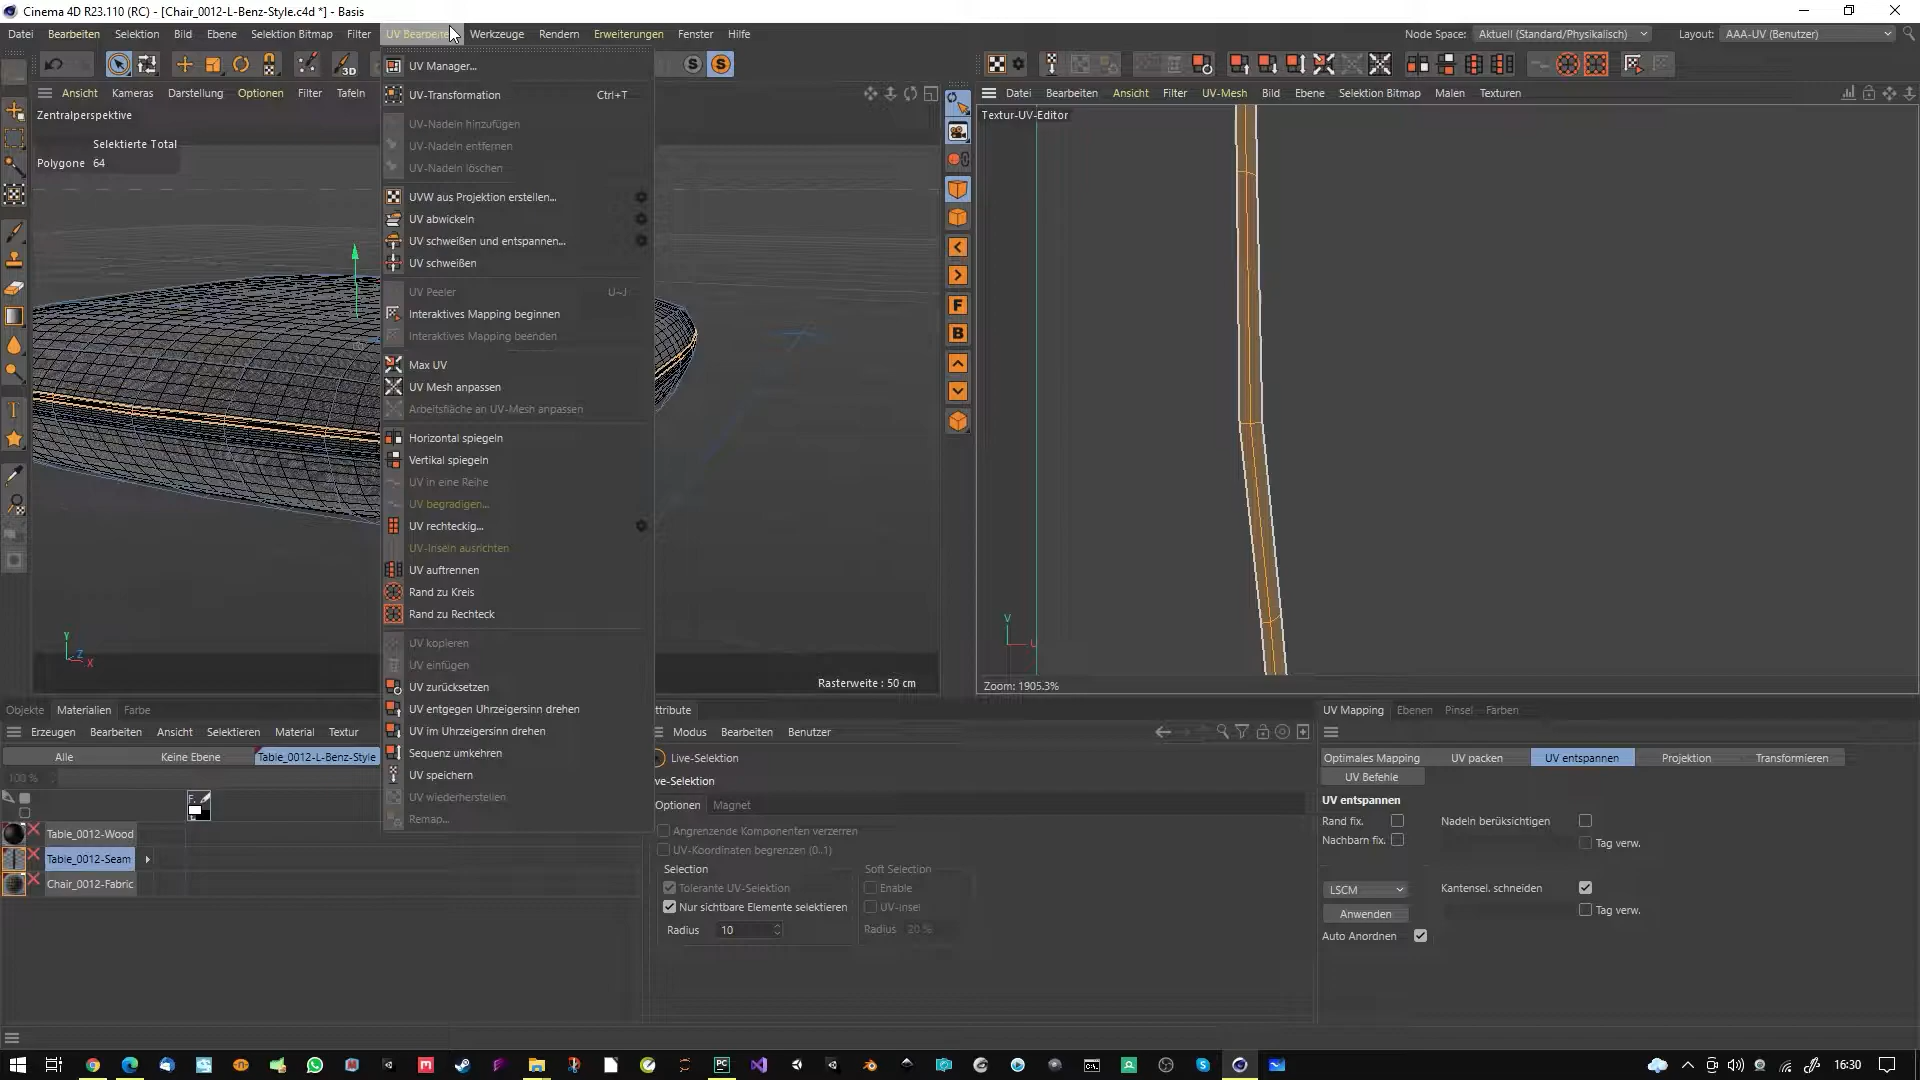 Cinema 4D R23.110 (RC) - [Chair_0012-L-Benz-Style.c4d *] - Basis
Datei Bearbeiten Selektion Bild Ebene Selektion Bitmap Filter UV Bearbeite Werkzeuge Rendern Erweiterungen Fenster Hilfe
Node Space: Aktuell (Standard/Physikalisch) Layout: AAA-UV (Benutzer)
Ansicht Kameras Darstellung Optionen Filter Tafeln
Zentralperspektive
Selektierte Total
Polygone 64
Rasterweite : 50 cm
UV Manager...
UV-Transformation Ctrl+T
UV-Nadeln hinzufügen
UV-Nadeln entfernen
UV-Nadeln löschen
UVW aus Projektion erstellen...
UV abwickeln
UV schweißen und entspannen...
UV schweißen
UV Peeler U~J
Interaktives Mapping beginnen
Interaktives Mapping beenden
Max UV
UV Mesh anpassen
Arbeitsfläche an UV-Mesh anpassen
Horizontal spiegeln
Vertikal spiegeln
UV in eine Reihe
UV begradigen...
UV rechteckig...
UV-Inseln ausrichten
UV auftrennen
Rand zu Kreis
Rand zu Rechteck
UV kopieren
UV einfügen
UV zurücksetzen
UV entgegen Uhrzeigersinn drehen
UV im Uhrzeigersinn drehen
Sequenz umkehren
UV speichern
UV wiederherstellen
Remap...
Datei Bearbeiten Ansicht Filter UV-Mesh Bild Ebene Selektion Bitmap Malen Texturen
Textur-UV-Editor
Zoom: 1905.3%
Objekte Materialien Farbe
Erzeugen Bearbeiten Ansicht Selektieren Material Textur
Alle Keine Ebene Table_0012-L-Benz-Style
100 %
Table_0012-Wood
Table_0012-Seam
Chair_0012-Fabric
ttribute
Modus Bearbeiten Benutzer
Live-Selektion
ve-Selektion
Optionen Magnet
Angrenzende Komponenten verzerren
UV-Koordinaten begrenzen (0..1)
Selection Soft Selection
Tolerante UV-Selektion Enable
Nur sichtbare Elemente selektieren UV-Insel
Radius 10 Radius 20 %
UV Mapping Ebenen Pinsel Farben
Optimales Mapping UV packen UV entspannen Projektion Transformieren
UV Befehle
UV entspannen
Rand fix. Nadeln berüksichtigen
Nachbarn fix. Tag verw.
LSCM Kantensel. schneiden
Anwenden Tag verw.
Auto Anordnen
16:30